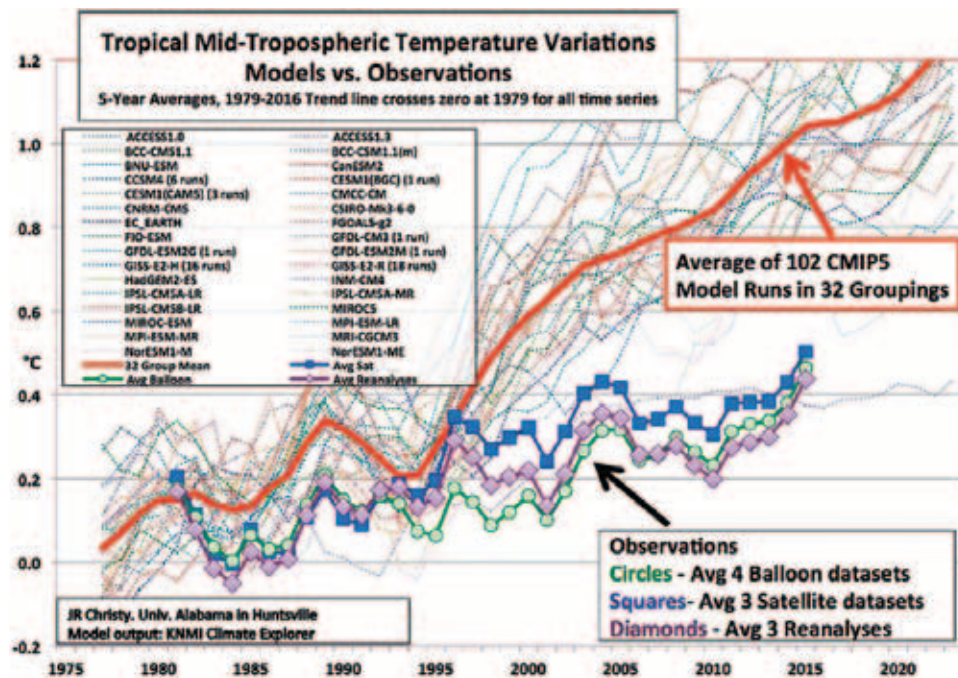 Tropical Mid-Tropospheric Temperature Variations
Models vs. Observations
5-Year Averages, 1979-2016 Trend line crosses zero at 1979 for all time series
ACCESS1.0 ACCESS1.3
BCC-CMS1.1 BCC-CSM1.1(m)
BNU-ESM CanESM2
CCSM4 (6 runs) CESM1(BGC) (1 run)
CESM1(CAM5) (3 runs) CMCC-CM
CNRM-CM5 CSIRO-Mk3-6-0
EC_EARTH FGOALS-g2
FIO-ESM GFDL-CM3 (1 run)
GFDL-ESM2G (1 run) GFDL-ESM2M (1 run)
GISS-E2-H (16 runs) GISS-E2-R (18 runs)
HadGEM2-ES INM-CM4
IPSL-CM5A-LR IPSL-CM5A-MR
IPSL-CM5B-LR MIROC5
MIROC-ESM MPI-ESM-LR
MPI-ESM-MR MRI-CGCM3
NorESM1-M NorESM1-ME
32 Group Mean Avg Sat
Avg Balloon Avg Reanalyses
Average of 102 CMIP5
Model Runs in 32 Groupings
Observations
Circles - Avg 4 Balloon datasets
Squares- Avg 3 Satellite datasets
Diamonds - Avg 3 Reanalyses
JR Christy. Univ. Alabama in Huntsville
Model output: KNMI Climate Explorer
1.2
1.0
0.8
0.6
°C
0.4
0.2
0.0
-0.2
1975 1980 1985 1990 1995 2000 2005 2010 2015 2020